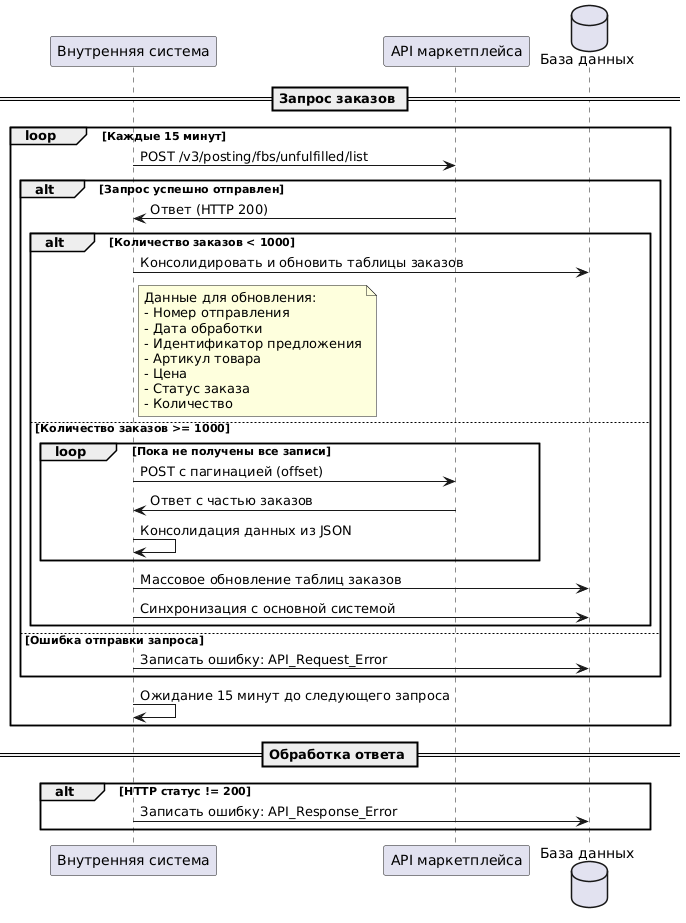 Внутренняя система
API маркетплейса
База данных
Запрос заказов
loop
[Каждые 15 минут]
POST /v3/posting/fbs/unfulfilled/list
alt
[Запрос успешно отправлен]
Ответ (HTTP 200)
alt
[Количество заказов < 1000]
Консолидировать и обновить таблицы заказов
Данные для обновления:
- Номер отправления
- Дата обработки
- Идентификатор предложения
- Артикул товара
- Цена
- Статус заказа
- Количество
[Количество заказов >= 1000]
loop
[Пока не получены все записи]
POST с пагинацией (offset)
Ответ с частью заказов
Консолидация данных из JSON
Массовое обновление таблиц заказов
Синхронизация с основной системой
[Ошибка отправки запроса]
Записать ошибку: API_Request_Error
Ожидание 15 минут до следующего запроса
Обработка ответа
alt
[HTTP статус != 200]
Записать ошибку: API_Response_Error
Внутренняя система
API маркетплейса
База данных